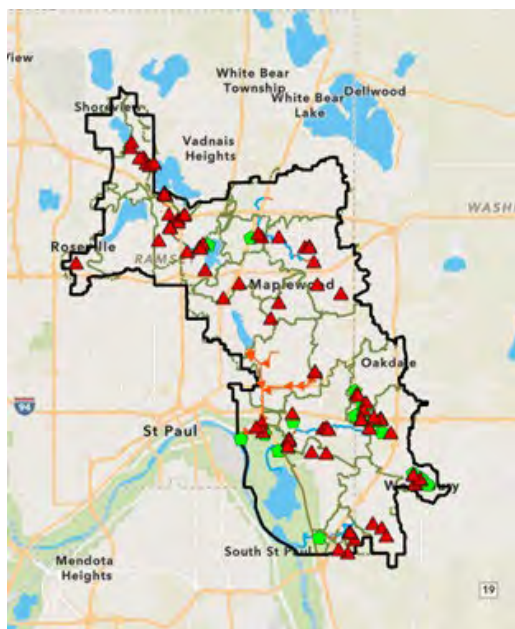 White Bear
Township
Dellwood
View
Shoreview
White Bear
Lake
Vadnais
Heights
WASH
Roseville
RAMS
Maplewood
Oakdale
94
St Paul
South St Paul
Mendota
Heights
19